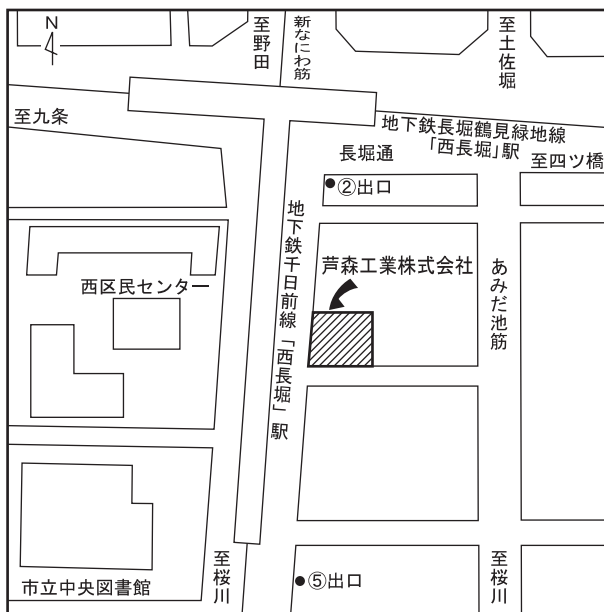 N
至野田
新なにわ筋
至土佐堀
至九条
地下鉄長堀鶴見緑地線
「西長堀」駅
長堀通
至四ツ橋
②出口
地下鉄千日前線「西長堀」駅
芦森工業株式会社
あみだ池筋
西区民センター
市立中央図書館
至桜川
⑤出口
至桜川